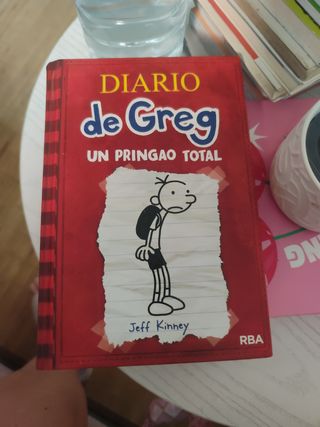 DIARIO
de Greg
UN PRINGAO TOTAL
Jeff Kinney
RBA